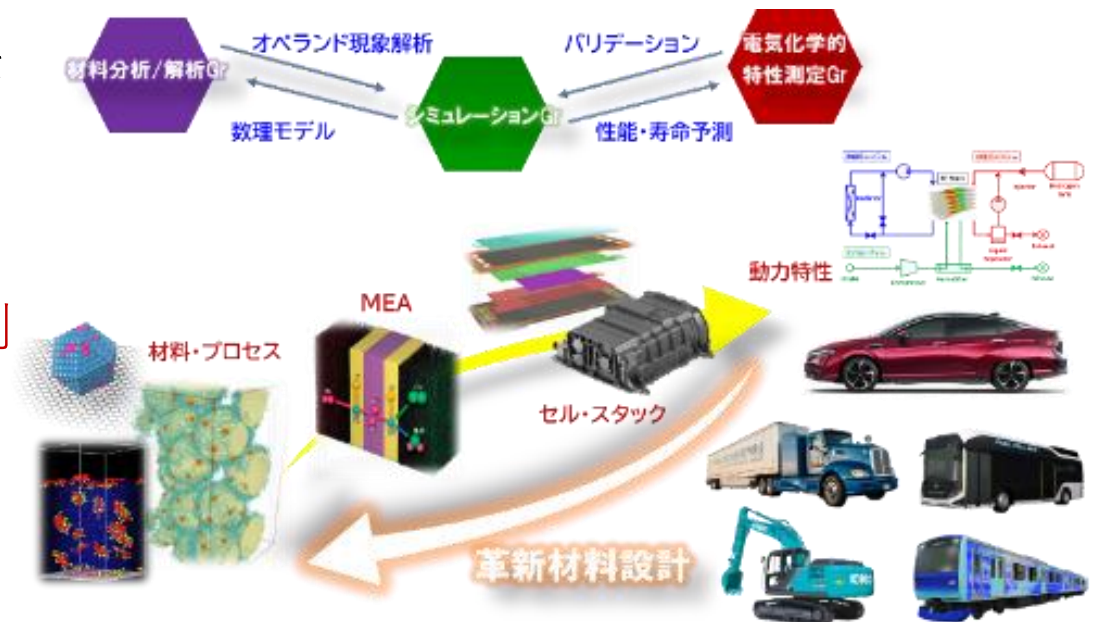 オペランド現象解析
バリデーション
電気化学的
特性測定Gr
材料分析/解析Gr
シミュレーションGr
数理モデル
性能・寿命予測
動力特性
MEA
材料・プロセス
セル・スタック
革新材料設計